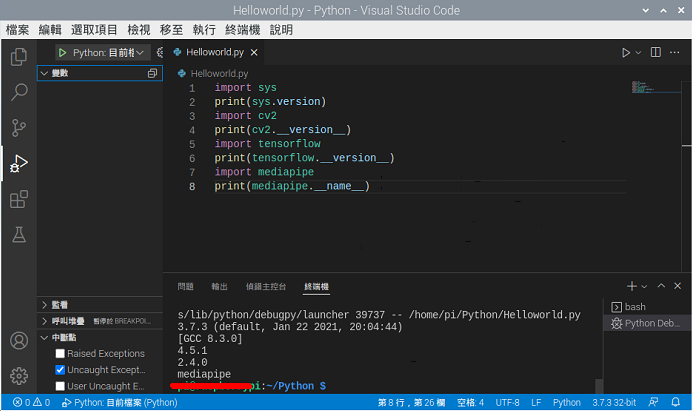 Helloworld.py - Python - Visual Studio Code
檔案 編輯 選取項目 檢視 移至 執行 終端機 說明
Python: 目前檔
Helloworld.py
變數
Helloworld.py
1 import sys
2 print(sys.version)
3 import cv2
4 print(cv2.__version__)
5 import tensorflow
6 print(tensorflow.__version__)
7 import mediapipe
8 print(mediapipe.__name__)
問題 輸出 偵錯主控台 終端機
監看
呼叫堆疊 暫停於 BREAKPOI...
中斷點
Raised Exceptions
Uncaught Except...
User Uncaught E...
s/lib/python/debugpy/launcher 39737 -- /home/pi/Python/Helloworld.py
3.7.3 (default, Jan 22 2021, 20:04:44)
[GCC 8.3.0]
4.5.1
2.4.0
mediapipe
pi:~/Python $
bash
Python Deb...
0 0 Python: 目前檔案 (Python) 第 8 行，第 26 欄 空格: 4 UTF-8 LF Python 3.7.3 32-bit